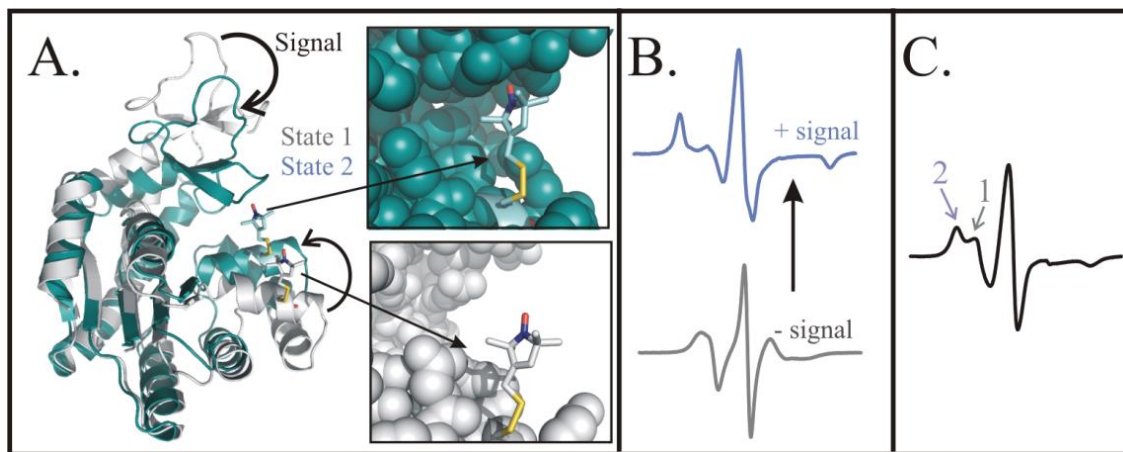 A.
Signal
State 1
State 2
B.
+ signal
- signal
C.
2
1